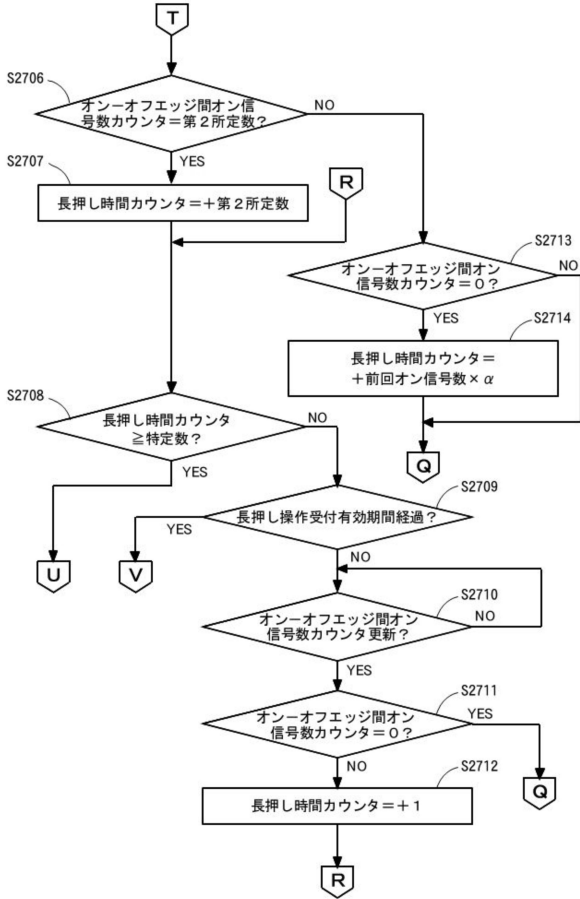 T
S2706
オンーオフエッジ間オン信
号数カウンタ=第2所定数?
NO
YES
S2707
長押し時間カウンタ=+第2所定数
R
S2713
オンーオフエッジ間オン
信号数カウンタ=0?
NO
YES
S2714
長押し時間カウンタ=
+前回オン信号数×α
Q
S2708
長押し時間カウンタ
≧特定数?
NO
YES
S2709
長押し操作受付有効期間経過?
YES
NO
U
V
S2710
オンーオフエッジ間オン
信号数カウンタ更新?
NO
YES
S2711
オンーオフエッジ間オン
信号数カウンタ=0?
YES
NO
S2712
長押し時間カウンタ=+1
Q
R